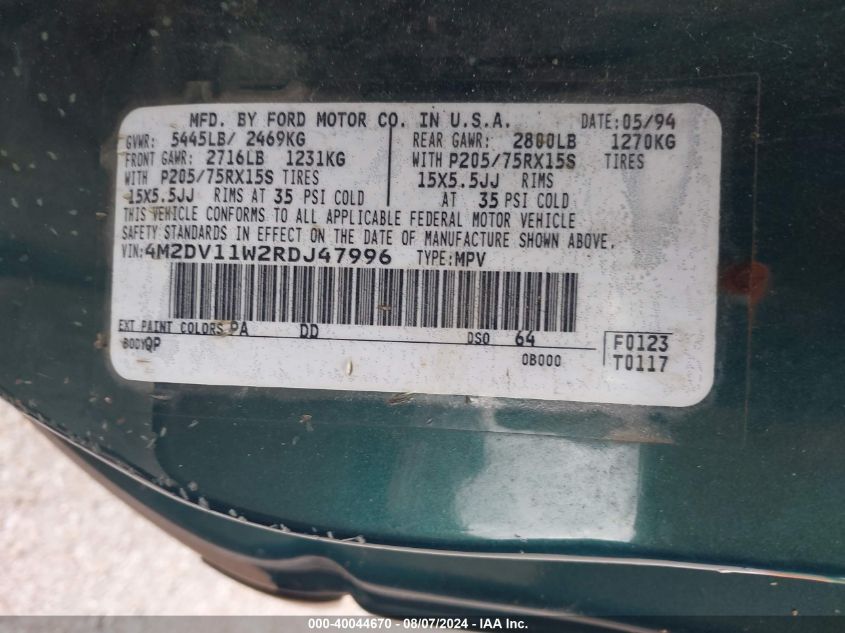 MFD. BY FORD MOTOR CO. IN U.S.A.
DATE: 05/94
GVWR: 5445LB/ 2469KG
FRONT GAWR: 2716LB 1231KG
WITH P205/75RX15S TIRES
15X5.5JJ RIMS AT 35 PSI COLD
REAR GAWR: 2800LB 1270KG
WITH P205/75RX15S TIRES
15X5.5JJ RIMS
AT 35 PSI COLD
THIS VEHICLE CONFORMS TO ALL APPLICABLE FEDERAL MOTOR VEHICLE
SAFETY STANDARDS IN EFFECT ON THE DATE OF MANUFACTURE SHOWN ABOVE.
VIN: 4M2DV11W2RDJ47996 TYPE: MPV
EXT PAINT COLORS PA DD DSO 64
BODY QP 0B000
F0123
T0117
000-40044670 - 08/07/2024 - IAA Inc.